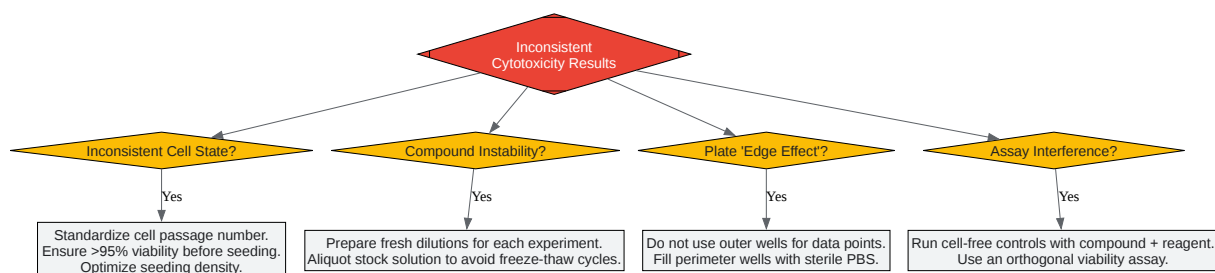 Inconsistent
Cytotoxicity Results
Inconsistent Cell State?
Compound Instability?
Plate 'Edge Effect'?
Assay Interference?
Yes
Yes
Yes
Yes
Standardize cell passage number.
Ensure >95% viability before seeding.
Optimize seeding density.
Prepare fresh dilutions for each experiment.
Aliquot stock solution to avoid freeze-thaw cycles.
Do not use outer wells for data points.
Fill perimeter wells with sterile PBS.
Run cell-free controls with compound + reagent.
Use an orthogonal viability assay.